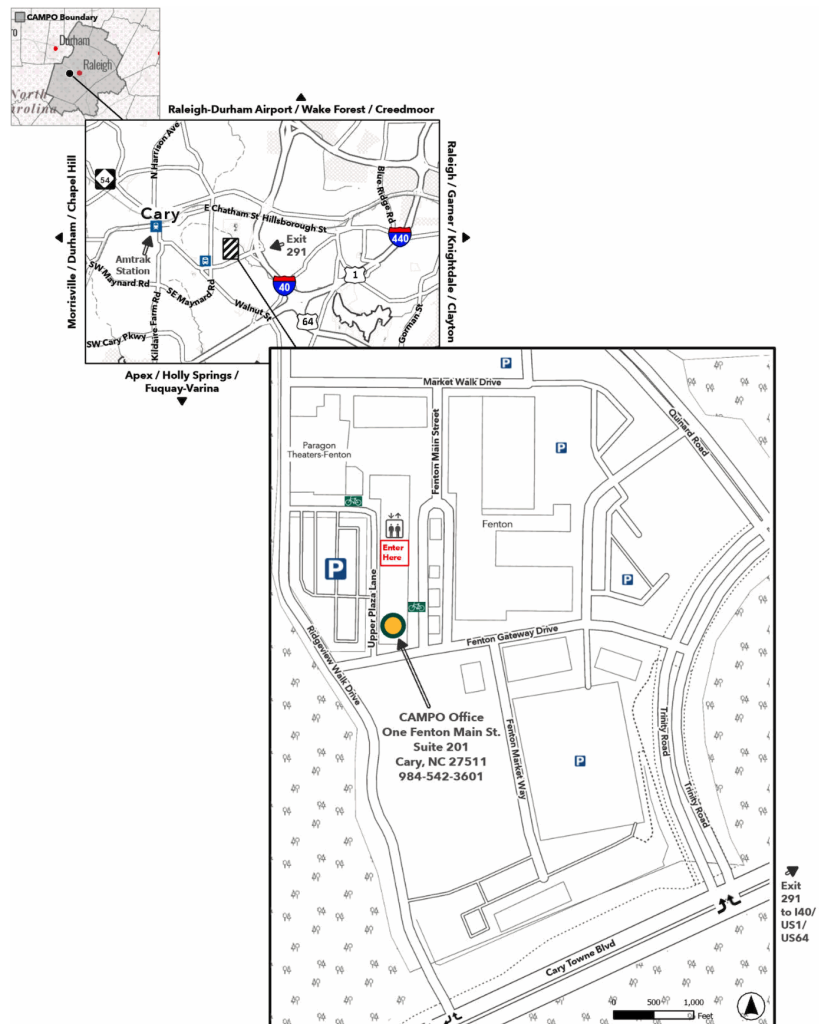 CAMPO Boundary
Durham
Raleigh
North
Carolina
Raleigh-Durham Airport / Wake Forest / Creedmoor
Morrisville / Durham / Chapel Hill
Raleigh / Garner / Knightdale / Clayton
N Harrison Ave
54
Blue Ridge Rd
Cary
E Chatham St
Hillsborough St
440
Exit
291
Amtrak
Station
1
SW Maynard Rd
SE Maynard Rd
40
Walnut St
64
Gorman St
Kildaire Farm Rd
SW Cary Pkwy
Apex / Holly Springs /
Fuquay-Varina
P
Market Walk Drive
Fenton Main Street
Quinard Road
Paragon
Theaters-Fenton
P
Fenton
Enter
Here
P
P
Upper Plaza Lane
Ridgeview Walk Drive
Fenton Gateway Drive
CAMPO Office
One Fenton Main St.
Suite 201
Cary, NC 27511
984-542-3601
Fenton Market Way
Trinity Road
P
Trinity Road
Exit
291
to I40/
US1/
US64
Cary Towne Blvd
0 500 1,000
Feet